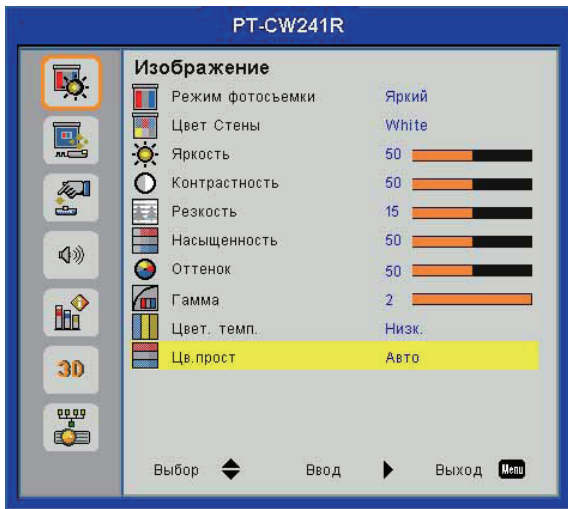 PT-CW241R
Изображение
Режим фотосъемки Яркий
Цвет Стены White
Яркость 50
Контрастность 50
Резкость 15
Насыщенность 50
Оттенок 50
Гамма 2
Цвет. темп. Низк.
Цв.прост Авто
3D
Выбор Ввод Выход Menu